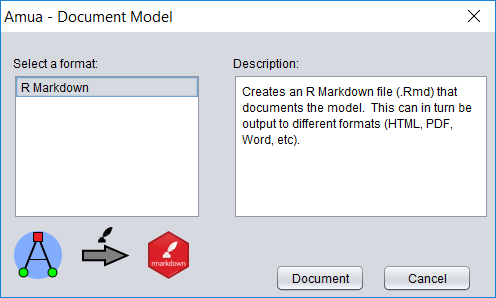 Amua - Document Model
Select a format:
R Markdown
Description:
Creates an R Markdown file (.Rmd) that
documents the model.  This can in turn be
output to different formats (HTML, PDF,
Word, etc).
rmarkdown
Document
Cancel